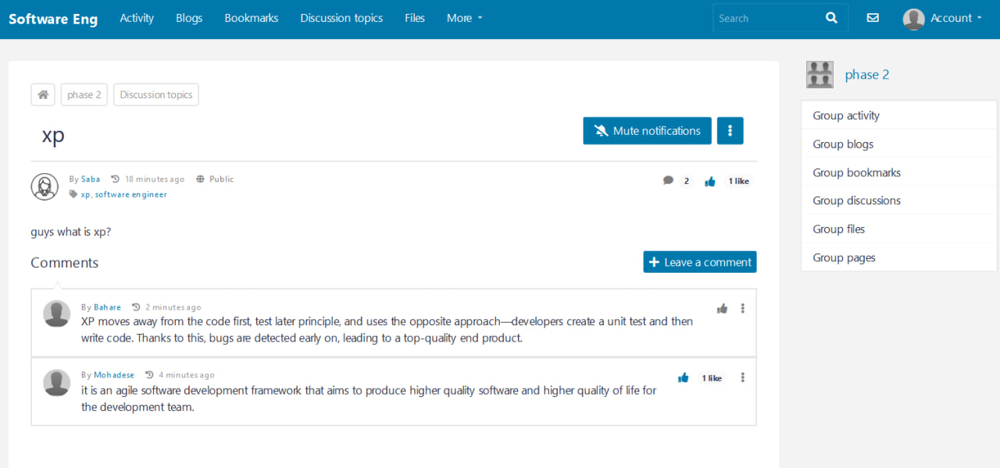 Software Eng Activity Blogs Bookmarks Discussion topics Files More Search Account
phase 2 Discussion topics
xp
Mute notifications
By Saba 18 minutes ago Public
xp, software engineer
2 1 like
guys what is xp?
Comments
Leave a comment
By Bahare 2 minutes ago
XP moves away from the code first, test later principle, and uses the opposite approach—developers create a unit test and then
write code. Thanks to this, bugs are detected early on, leading to a top-quality end product.
By Mohadese 4 minutes ago
1 like
it is an agile software development framework that aims to produce higher quality software and higher quality of life for
the development team.
phase 2
Group activity
Group blogs
Group bookmarks
Group discussions
Group files
Group pages